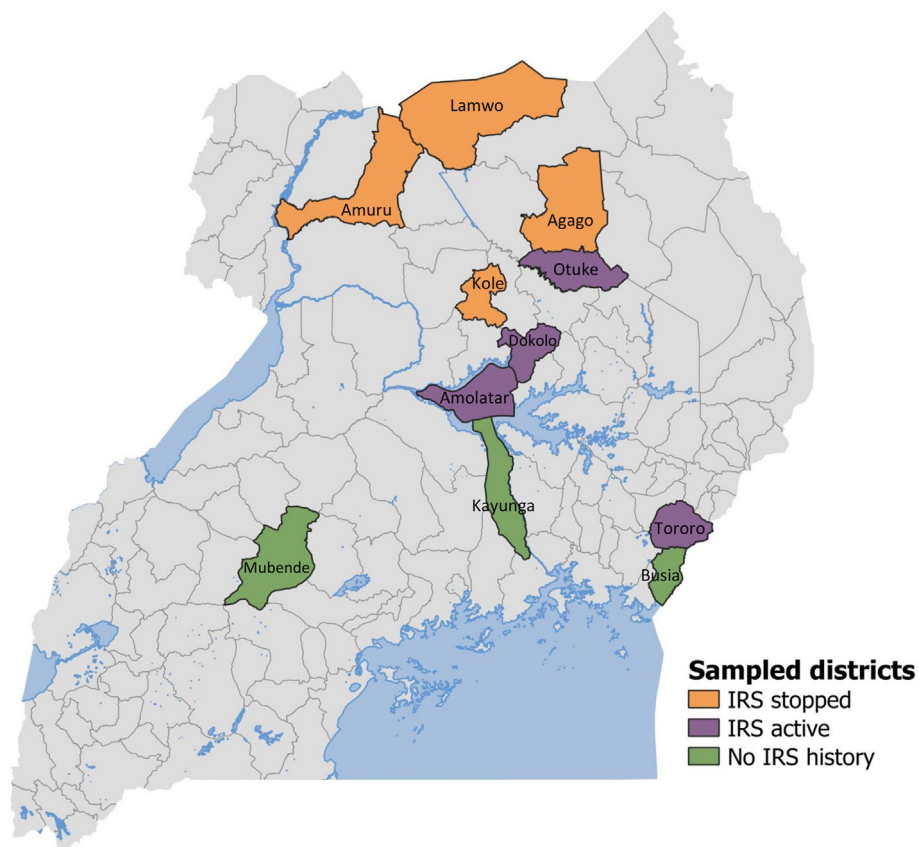 Lamwo
Amuru
Agago
Otuke
Kole
Dokolo
Amolatar
Kayunga
Tororo
Mubende
Busia
Sampled districts
IRS stopped
IRS active
No IRS history